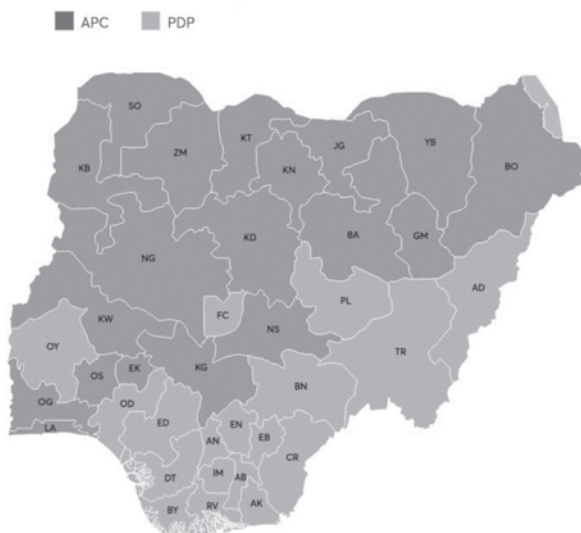 APC PDP
SO
KT
JG
YB
KB
ZM
KN
BO
NG
KD
BA
GM
AD
PL
FC
KW
NS
TR
OY
OS
EK
KG
BN
OG
OD
LA
ED
AN
EN
EB
CR
DT
IM
AB
BY
RV
AK